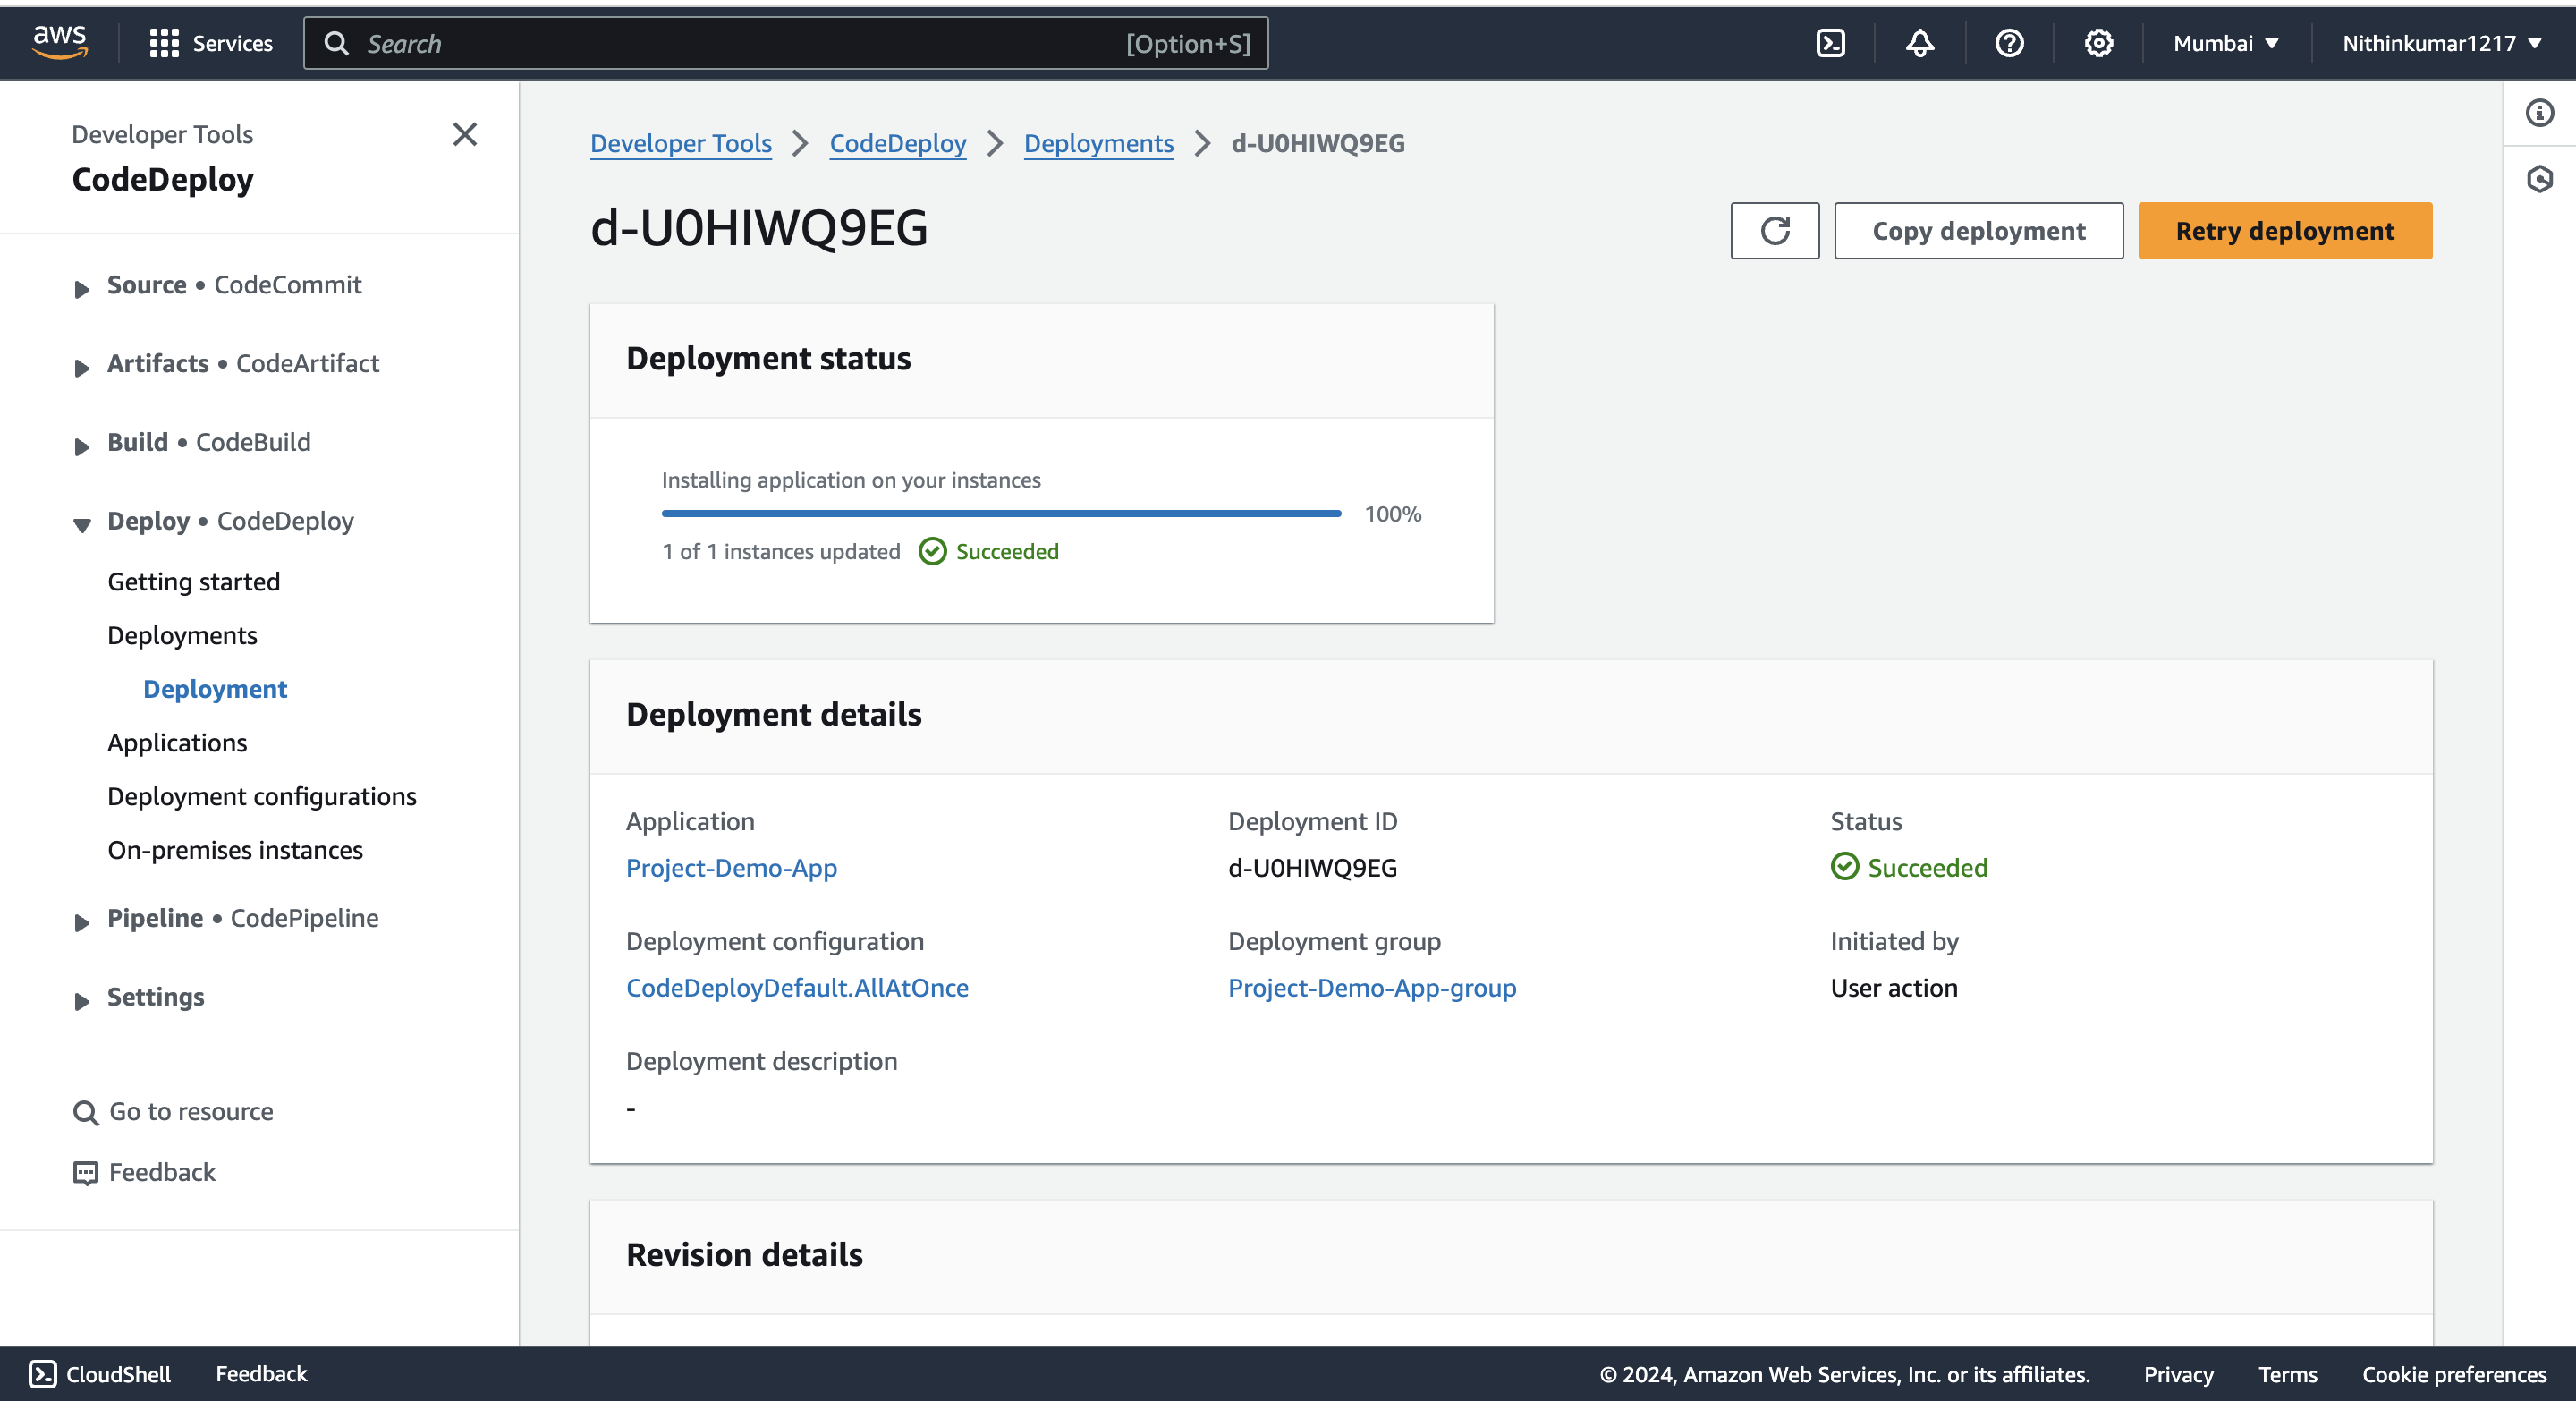 aws Services Search [Option+S] Mumbai Nithinkumar1217
Developer Tools
CodeDeploy
Source • CodeCommit
Artifacts • CodeArtifact
Build • CodeBuild
Deploy • CodeDeploy
Getting started
Deployments
Deployment
Applications
Deployment configurations
On-premises instances
Pipeline • CodePipeline
Settings
Go to resource
Feedback
Developer Tools CodeDeploy Deployments d-U0HIWQ9EG
d-U0HIWQ9EG
Copy deployment Retry deployment
Deployment status
Installing application on your instances
100%
1 of 1 instances updated Succeeded
Deployment details
Application Deployment ID Status
Project-Demo-App d-U0HIWQ9EG Succeeded
Deployment configuration Deployment group Initiated by
CodeDeployDefault.AllAtOnce Project-Demo-App-group User action
Deployment description
-
Revision details
CloudShell Feedback © 2024, Amazon Web Services, Inc. or its affiliates. Privacy Terms Cookie preferences